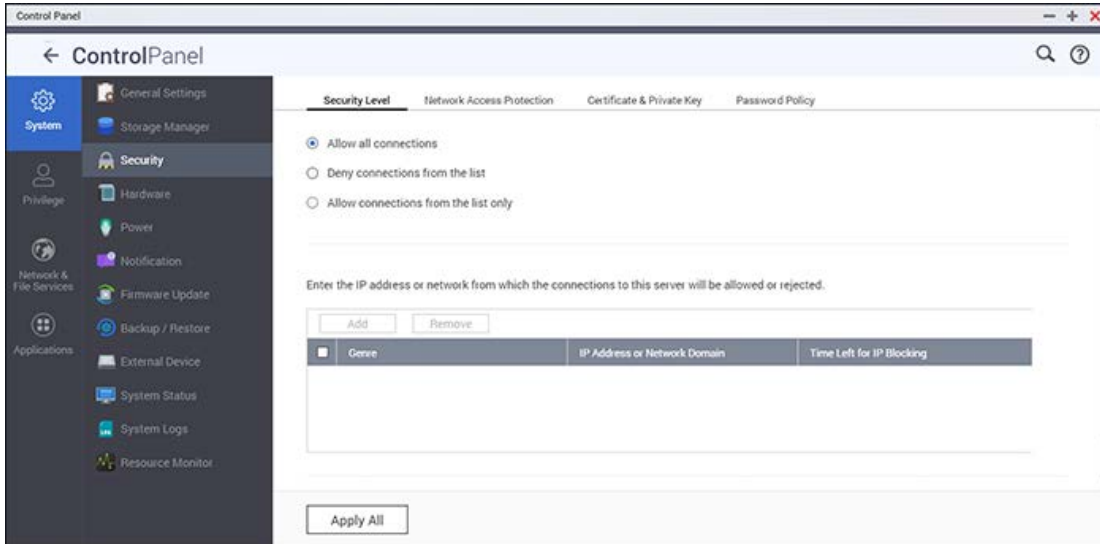 Control Panel
ControlPanel
System
Privilege
Network &
File Services
Applications
General Settings
Storage Manager
Security
Hardware
Power
Notification
Firmware Update
Backup / Restore
External Device
System Status
System Logs
Resource Monitor
Security Level Network Access Protection Certificate & Private Key Password Policy
Allow all connections
Deny connections from the list
Allow connections from the list only
Enter the IP address or network from which the connections to this server will be allowed or rejected.
Add Remove
Genre IP Address or Network Domain Time Left for IP Blocking
Apply All